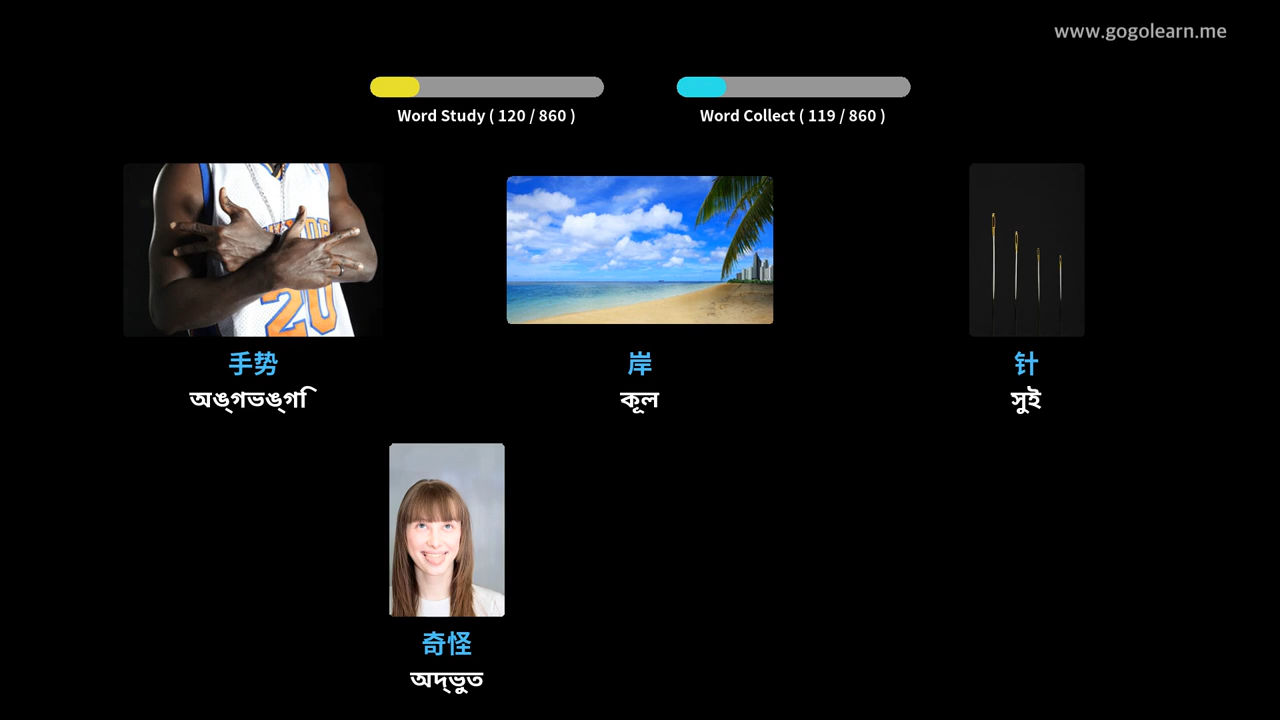 www.gogolearn.me
Word Study ( 120 / 860 )
Word Collect ( 119 / 860 )
20
手势
岸
针
অঙ্গভঙ্গি
কূল
সুই
奇怪
অদ্ভুত